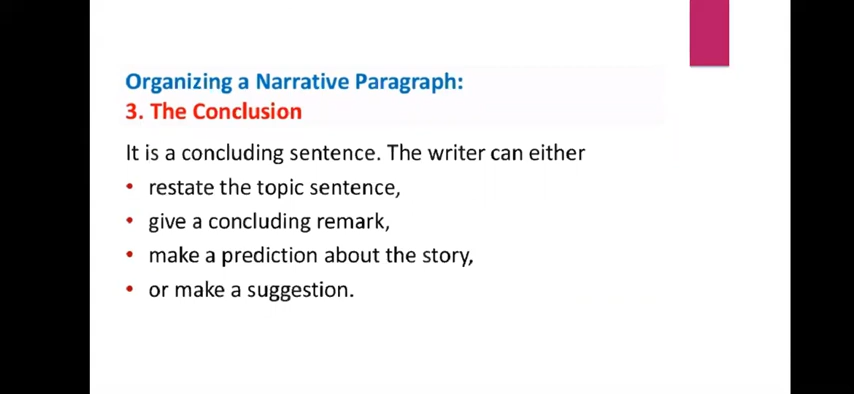 Organizing a Narrative Paragraph:
3. The Conclusion
It is a concluding sentence. The writer can either
• restate the topic sentence,
• give a concluding remark,
• make a prediction about the story,
• or make a suggestion.